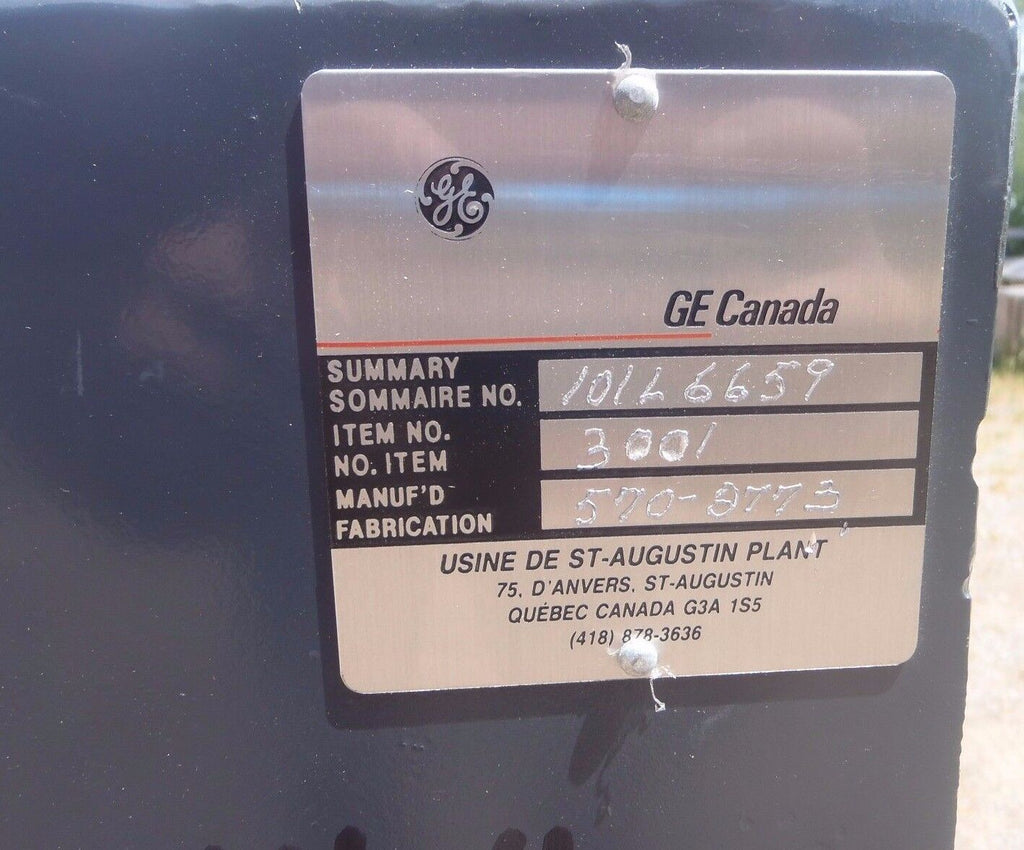 GE
GE Canada
SUMMARY
SOMMAIRE NO. 101L6659
ITEM NO.
NO. ITEM 3001
MANUF'D
FABRICATION 570-3773
USINE DE ST-AUGUSTIN PLANT
75, D'ANVERS, ST-AUGUSTIN
QUÉBEC CANADA G3A 1S5
(418) 878-3636